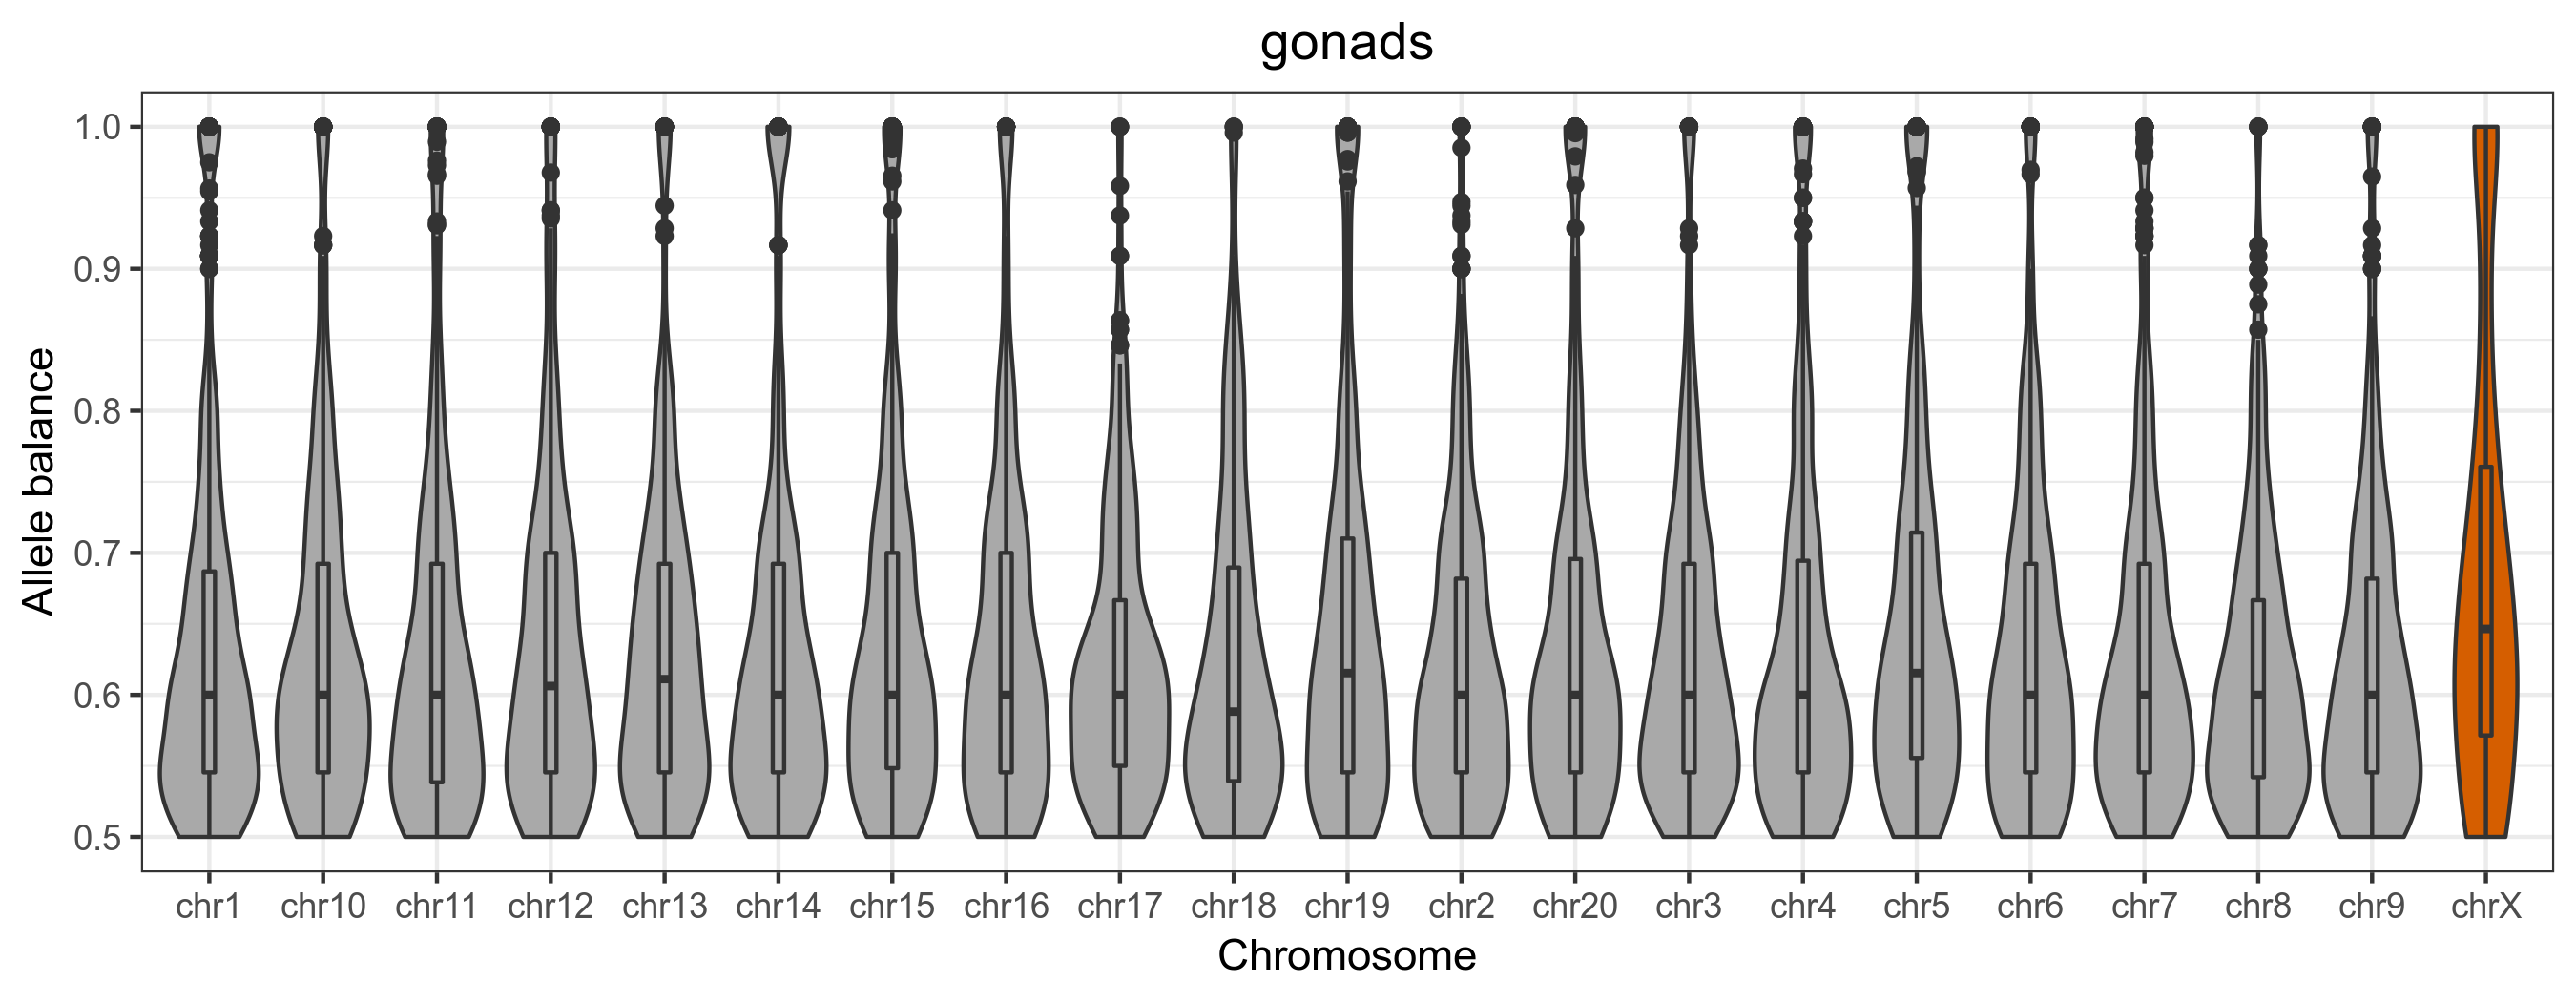 gonads
Allele balance
1.0
0.9
0.8
0.7
0.6
0.5
chr1 chr10 chr11 chr12 chr13 chr14 chr15 chr16 chr17 chr18 chr19 chr2 chr20 chr3 chr4 chr5 chr6 chr7 chr8 chr9 chrX
Chromosome